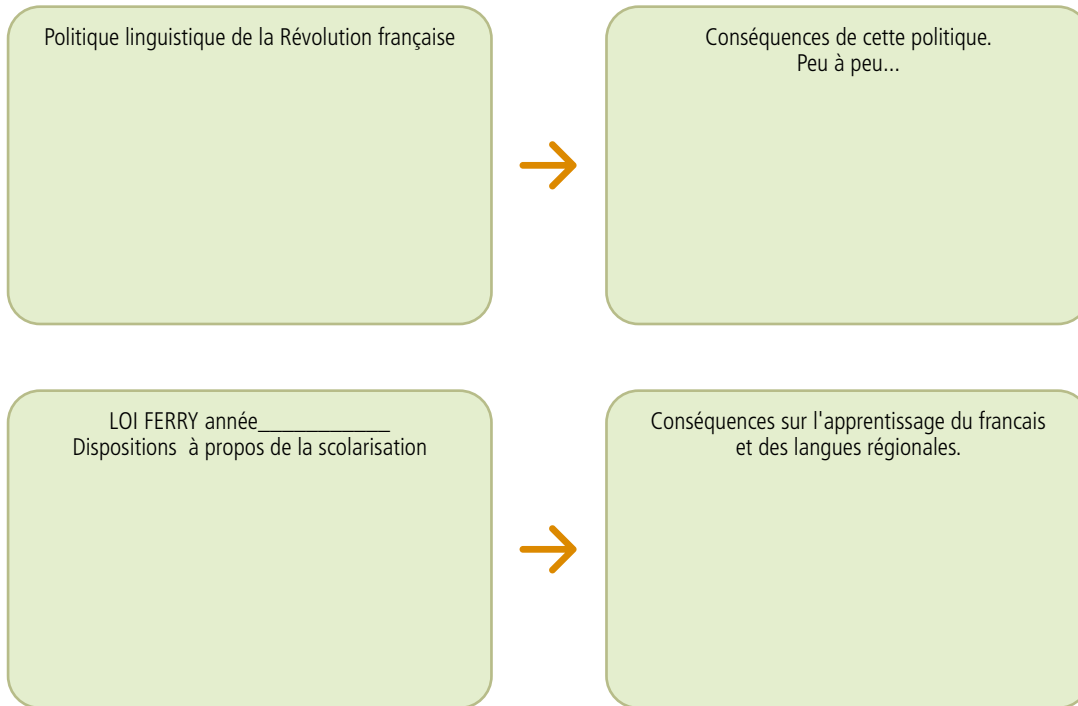 Politique linguistique de la Révolution française
Conséquences de cette politique.
Peu à peu...
LOI FERRY année___________
Dispositions  à propos de la scolarisation
Conséquences sur l'apprentissage du francais
et des langues régionales.